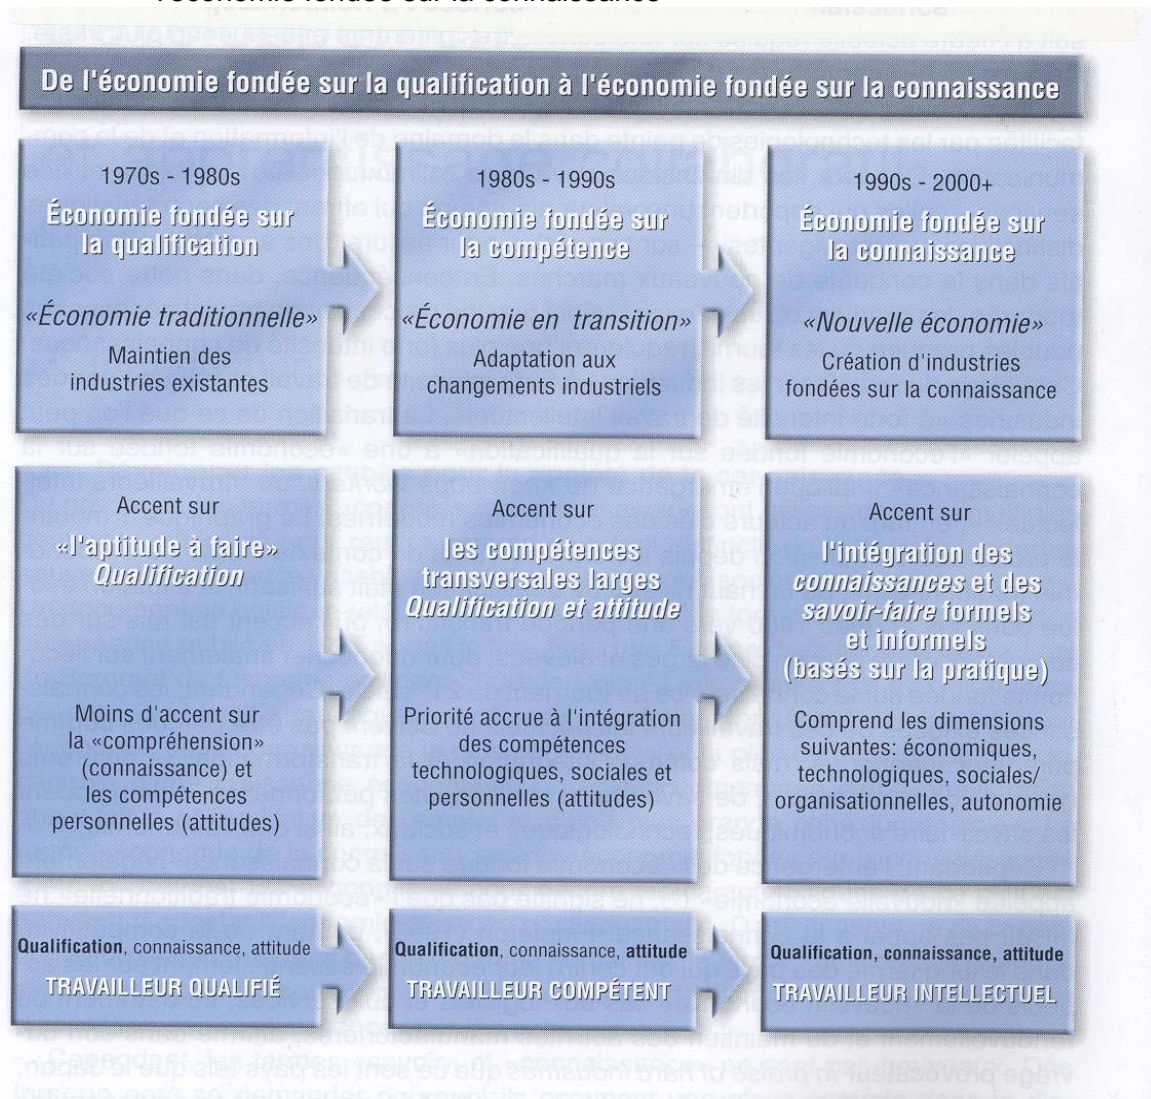 l'économie fondée sur la connaissance
De l'économie fondée sur la qualification à l'économie fondée sur la connaissance
1970s - 1980s
Économie fondée sur
la qualification
«Économie traditionnelle»
Maintien des
industries existantes
1980s - 1990s
Économie fondée sur
la compétence
«Économie en transition»
Adaptation aux
changements industriels
1990s - 2000+
Économie fondée sur
la connaissance
«Nouvelle économie»
Création d'industries
fondées sur la connaissance
Accent sur
«l'aptitude à faire»
Qualification
Moins d'accent sur
la «compréhension»
(connaissance) et
les compétences
personnelles (attitudes)
Accent sur
les compétences
transversales larges
Qualification et attitude
Priorité accrue à l'intégration
des compétences
technologiques, sociales et
personnelles (attitudes)
Accent sur
l'intégration des
connaissances et des
savoir-faire formels
et informels
(basés sur la pratique)
Comprend les dimensions
suivantes: économiques,
technologiques, sociales/
organisationnelles, autonomie
Qualification, connaissance, attitude
TRAVAILLEUR QUALIFIÉ
Qualification, connaissance, attitude
TRAVAILLEUR COMPÉTENT
Qualification, connaissance, attitude
TRAVAILLEUR INTELLECTUEL